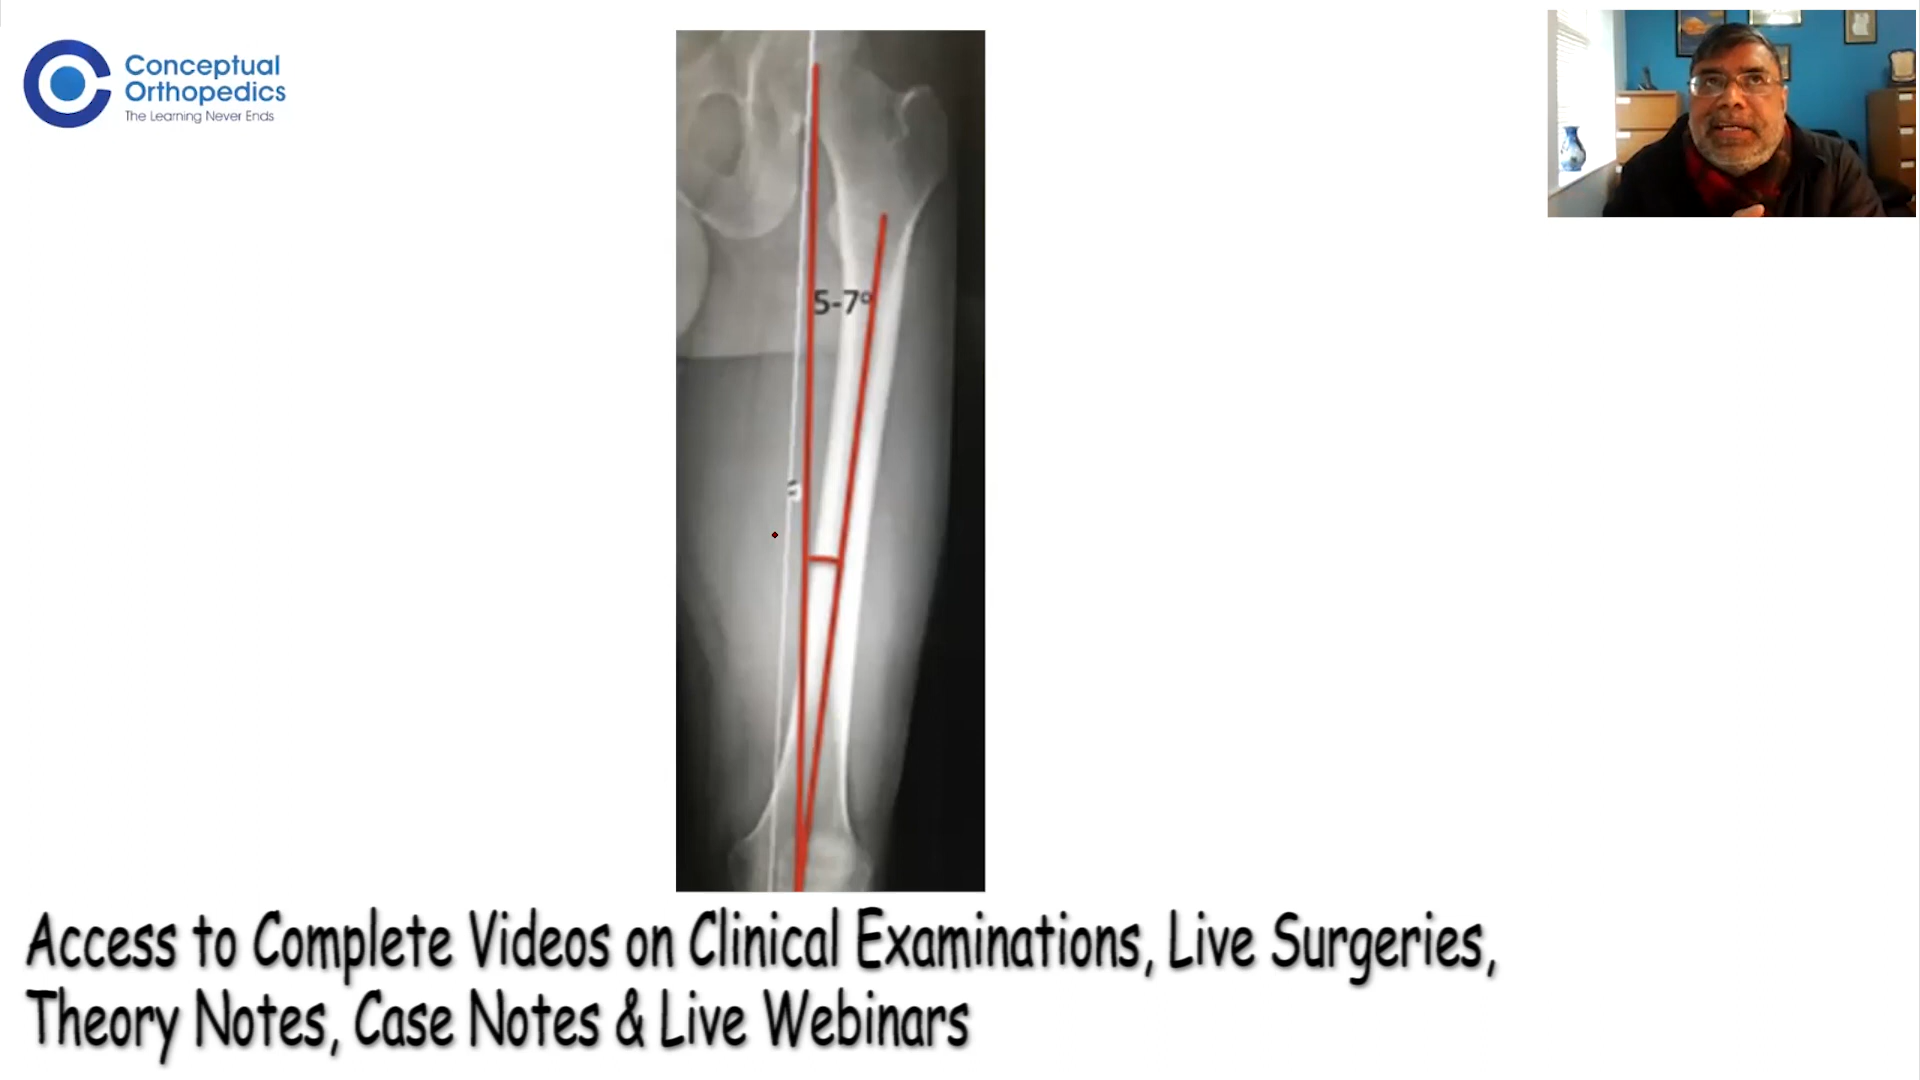 Conceptual
Orthopedics
The Learning Never Ends
5-7°
Access to Complete Videos on Clinical Examinations, Live Surgeries,
Theory Notes, Case Notes & Live Webinars